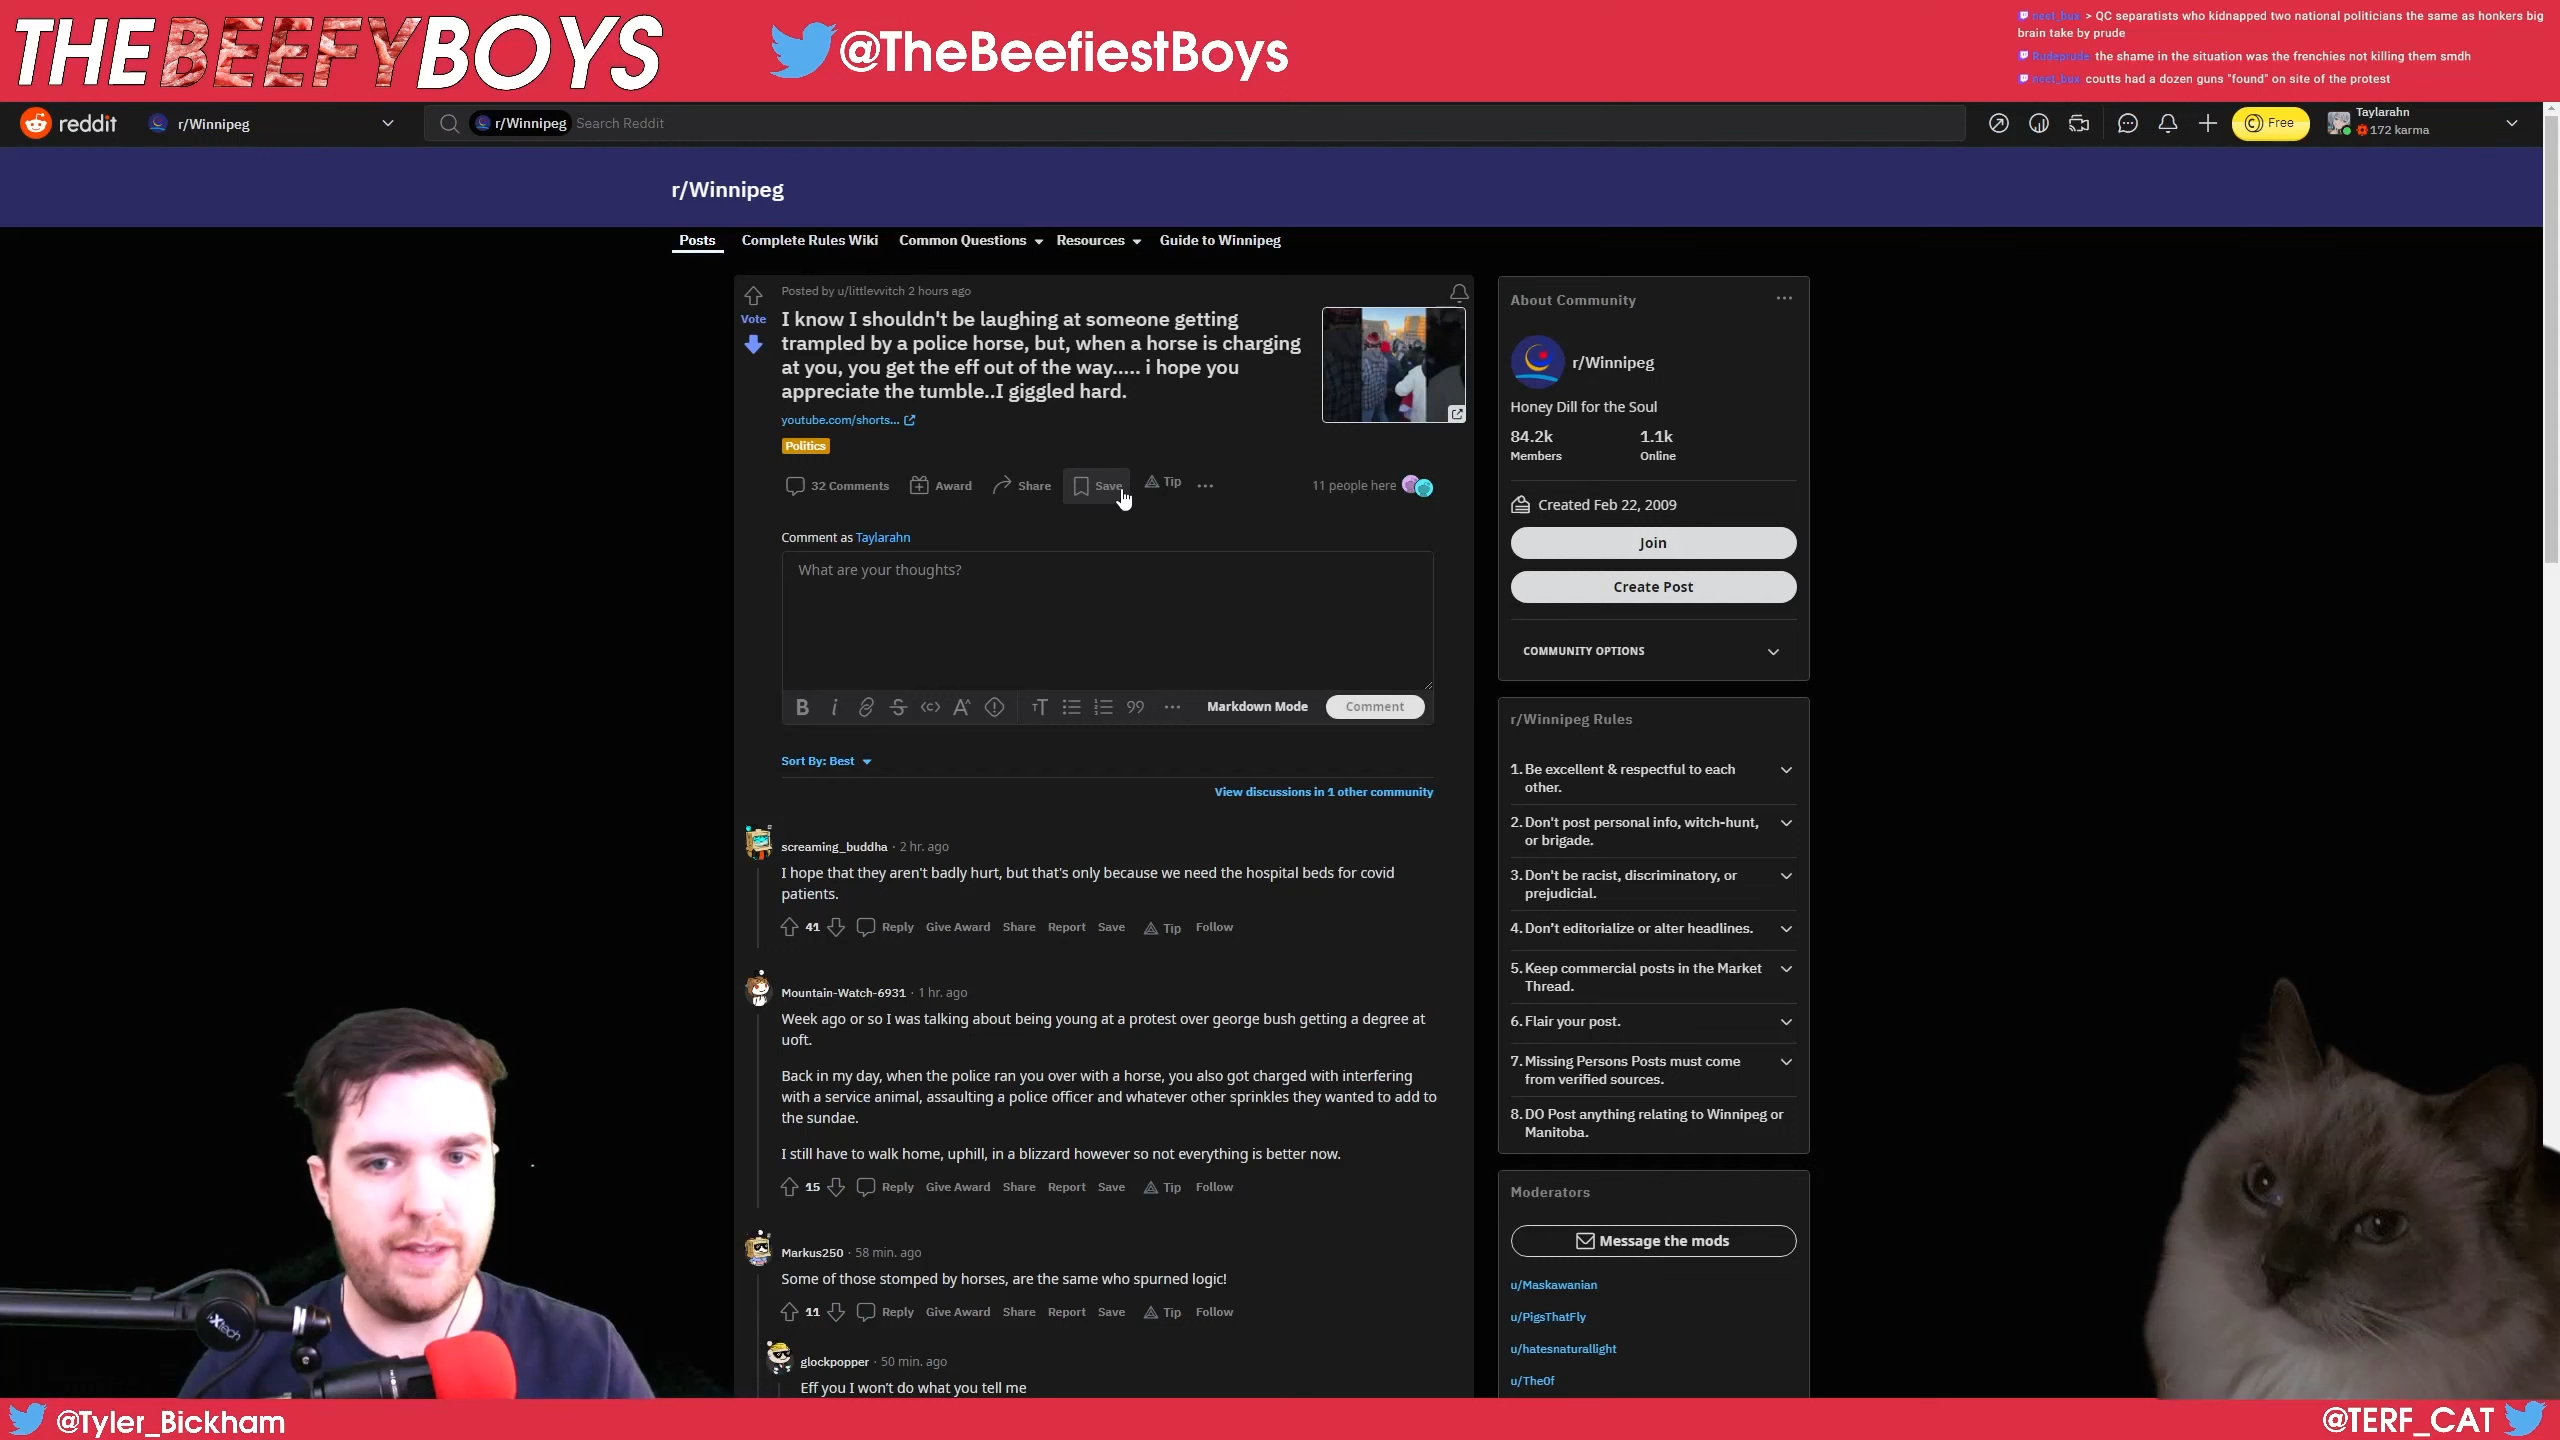 THE BEEFY BOYS
@TheBeefiestBoys
neet_bux > QC separatists who kidnapped two national politicians the same as honkers big
brain take by prude
Rudeprude the shame in the situation was the frenchies not killing them smdh
neet_bux coutts had a dozen guns "found" on site of the protest
reddit
r/Winnipeg
r/Winnipeg Search Reddit
Free
Taylarahn
172 karma
r/Winnipeg
Posts Complete Rules Wiki Common Questions Resources Guide to Winnipeg
Posted by u/littlevvitch 2 hours ago
Vote
I know I shouldn't be laughing at someone getting
trampled by a police horse, but, when a horse is charging
at you, you get the eff out of the way..... i hope you
appreciate the tumble..I giggled hard.
youtube.com/shorts...
Politics
32 Comments Award Share Save Tip ... 11 people here
Comment as Taylarahn
What are your thoughts?
Markdown Mode Comment
Sort By: Best
View discussions in 1 other community
screaming_buddha · 2 hr. ago
I hope that they aren't badly hurt, but that's only because we need the hospital beds for covid
patients.
41 Reply Give Award Share Report Save Tip Follow
Mountain-Watch-6931 · 1 hr. ago
Week ago or so I was talking about being young at a protest over george bush getting a degree at
uoft.
Back in my day, when the police ran you over with a horse, you also got charged with interfering
with a service animal, assaulting a police officer and whatever other sprinkles they wanted to add to
the sundae.
I still have to walk home, uphill, in a blizzard however so not everything is better now.
15 Reply Give Award Share Report Save Tip Follow
Markus250 · 58 min. ago
Some of those stomped by horses, are the same who spurned logic!
11 Reply Give Award Share Report Save Tip Follow
glockpopper · 50 min. ago
Eff you I won't do what you tell me
About Community
r/Winnipeg
Honey Dill for the Soul
84.2k 1.1k
Members Online
Created Feb 22, 2009
Join
Create Post
COMMUNITY OPTIONS
r/Winnipeg Rules
1. Be excellent & respectful to each
other.
2. Don't post personal info, witch-hunt,
or brigade.
3. Don't be racist, discriminatory, or
prejudicial.
4. Don't editorialize or alter headlines.
5. Keep commercial posts in the Market
Thread.
6. Flair your post.
7. Missing Persons Posts must come
from verified sources.
8. DO Post anything relating to Winnipeg or
Manitoba.
Moderators
Message the mods
u/Maskawanian
u/PigsThatFly
u/hatesnaturallight
u/The0f
@Tyler_Bickham
@TERF_CAT